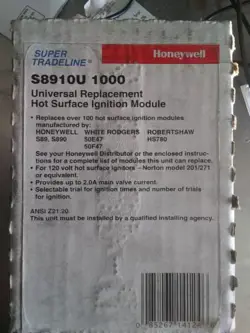 SUPER
TRADELINE®
Honeywell
S8910U 1000
Universal Replacement
Hot Surface Ignition Module
• Replaces over 100 hot surface ignition modules
manufactured by:
HONEYWELL WHITE RODGERS ROBERTSHAW
S89, S890 50E47 HS780
50F47
See your Honeywell Distributor or the enclosed instruc-
tions for a complete list of modules this unit can replace.
• For 120 volt hot surface igniters - Norton model 201/271
or equivalent.
• Provides up to 2.0A main valve current.
• Selectable trial for ignition times and number of trials
for ignition.
ANSI Z21.20
This unit must be installed by a qualified installing agency.